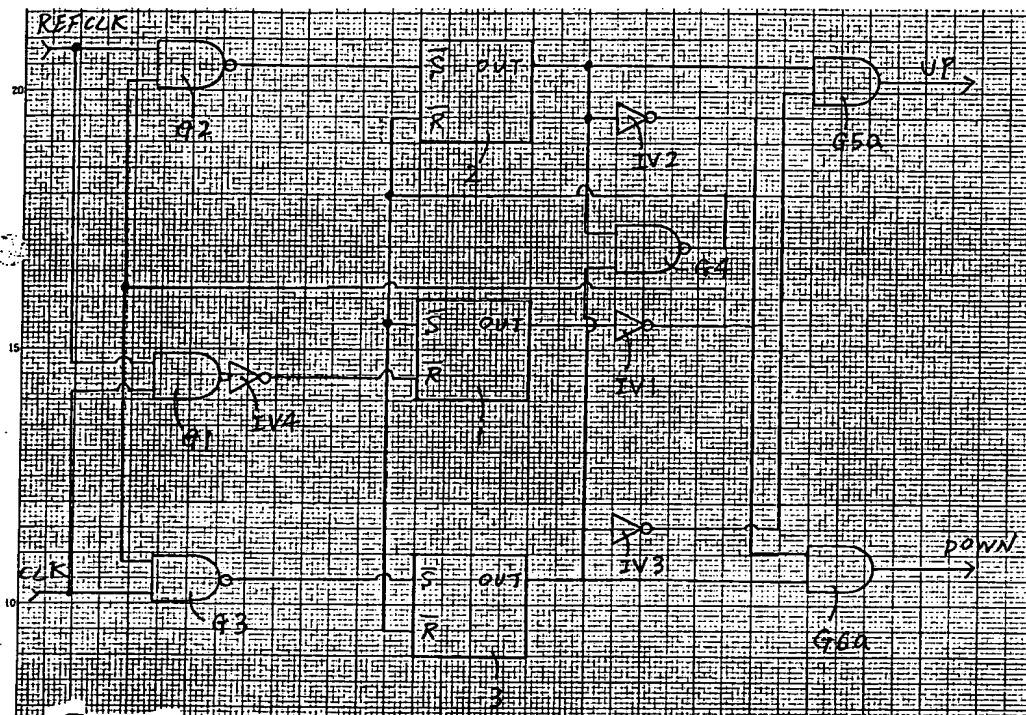 REFCLK
20
S OUT
R
2
G2
IV2
G5a
UP
G4
S OUT
R
1
15
G1
IV4
IV1
IV3
CLK
10
G3
S OUT
R
3
G6a
DOWN